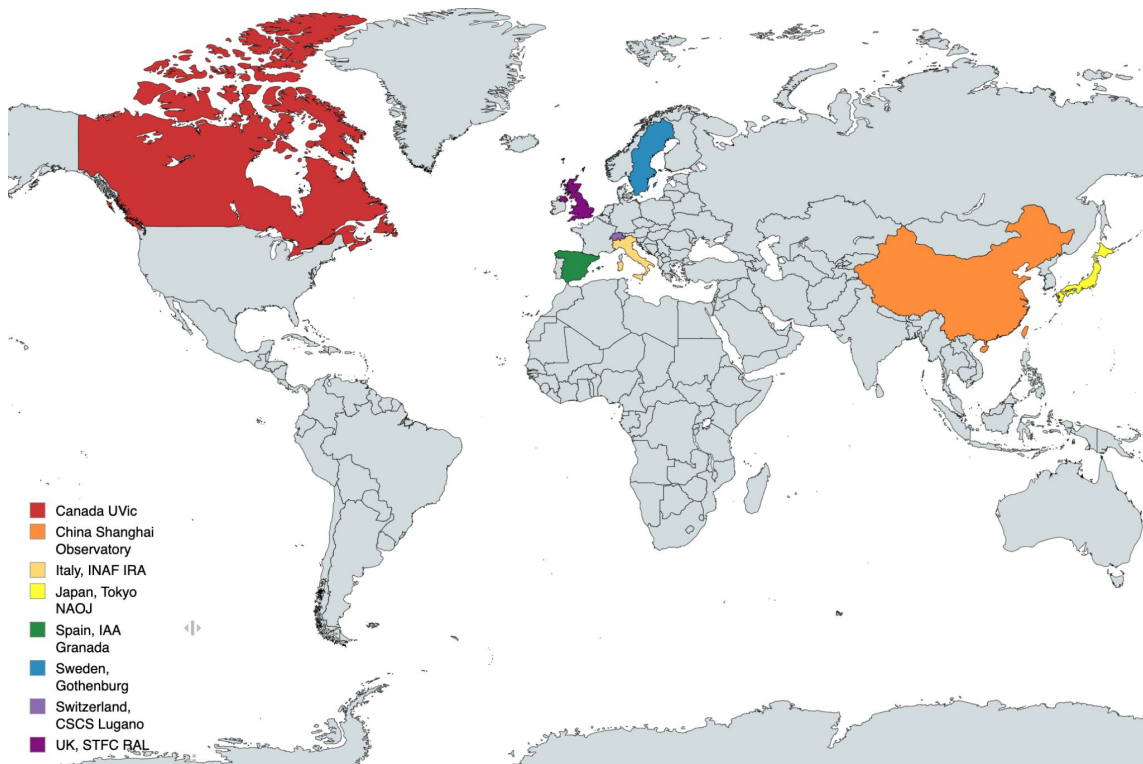 Canada UVic
China Shanghai
Observatory
Italy, INAF IRA
Japan, Tokyo
NAOJ
Spain, IAA
Granada
Sweden,
Gothenburg
Switzerland,
CSCS Lugano
UK, STFC RAL